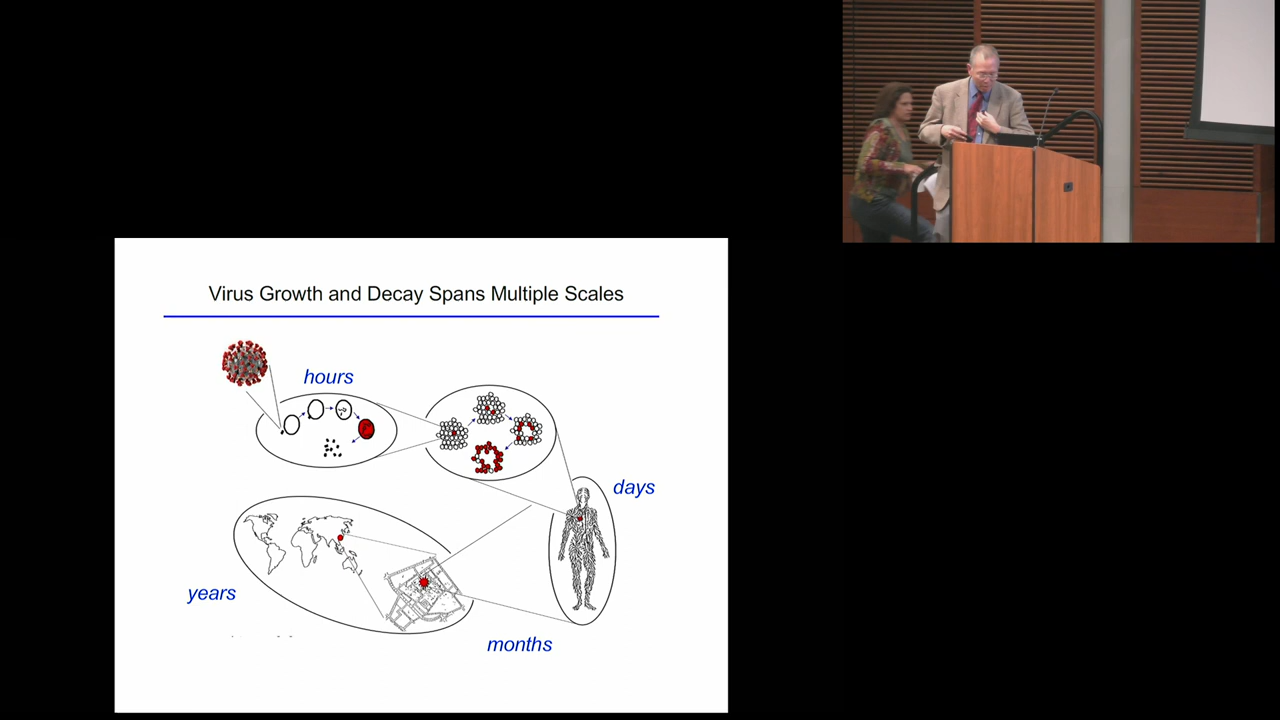 Virus Growth and Decay Spans Multiple Scales
hours
days
years
months